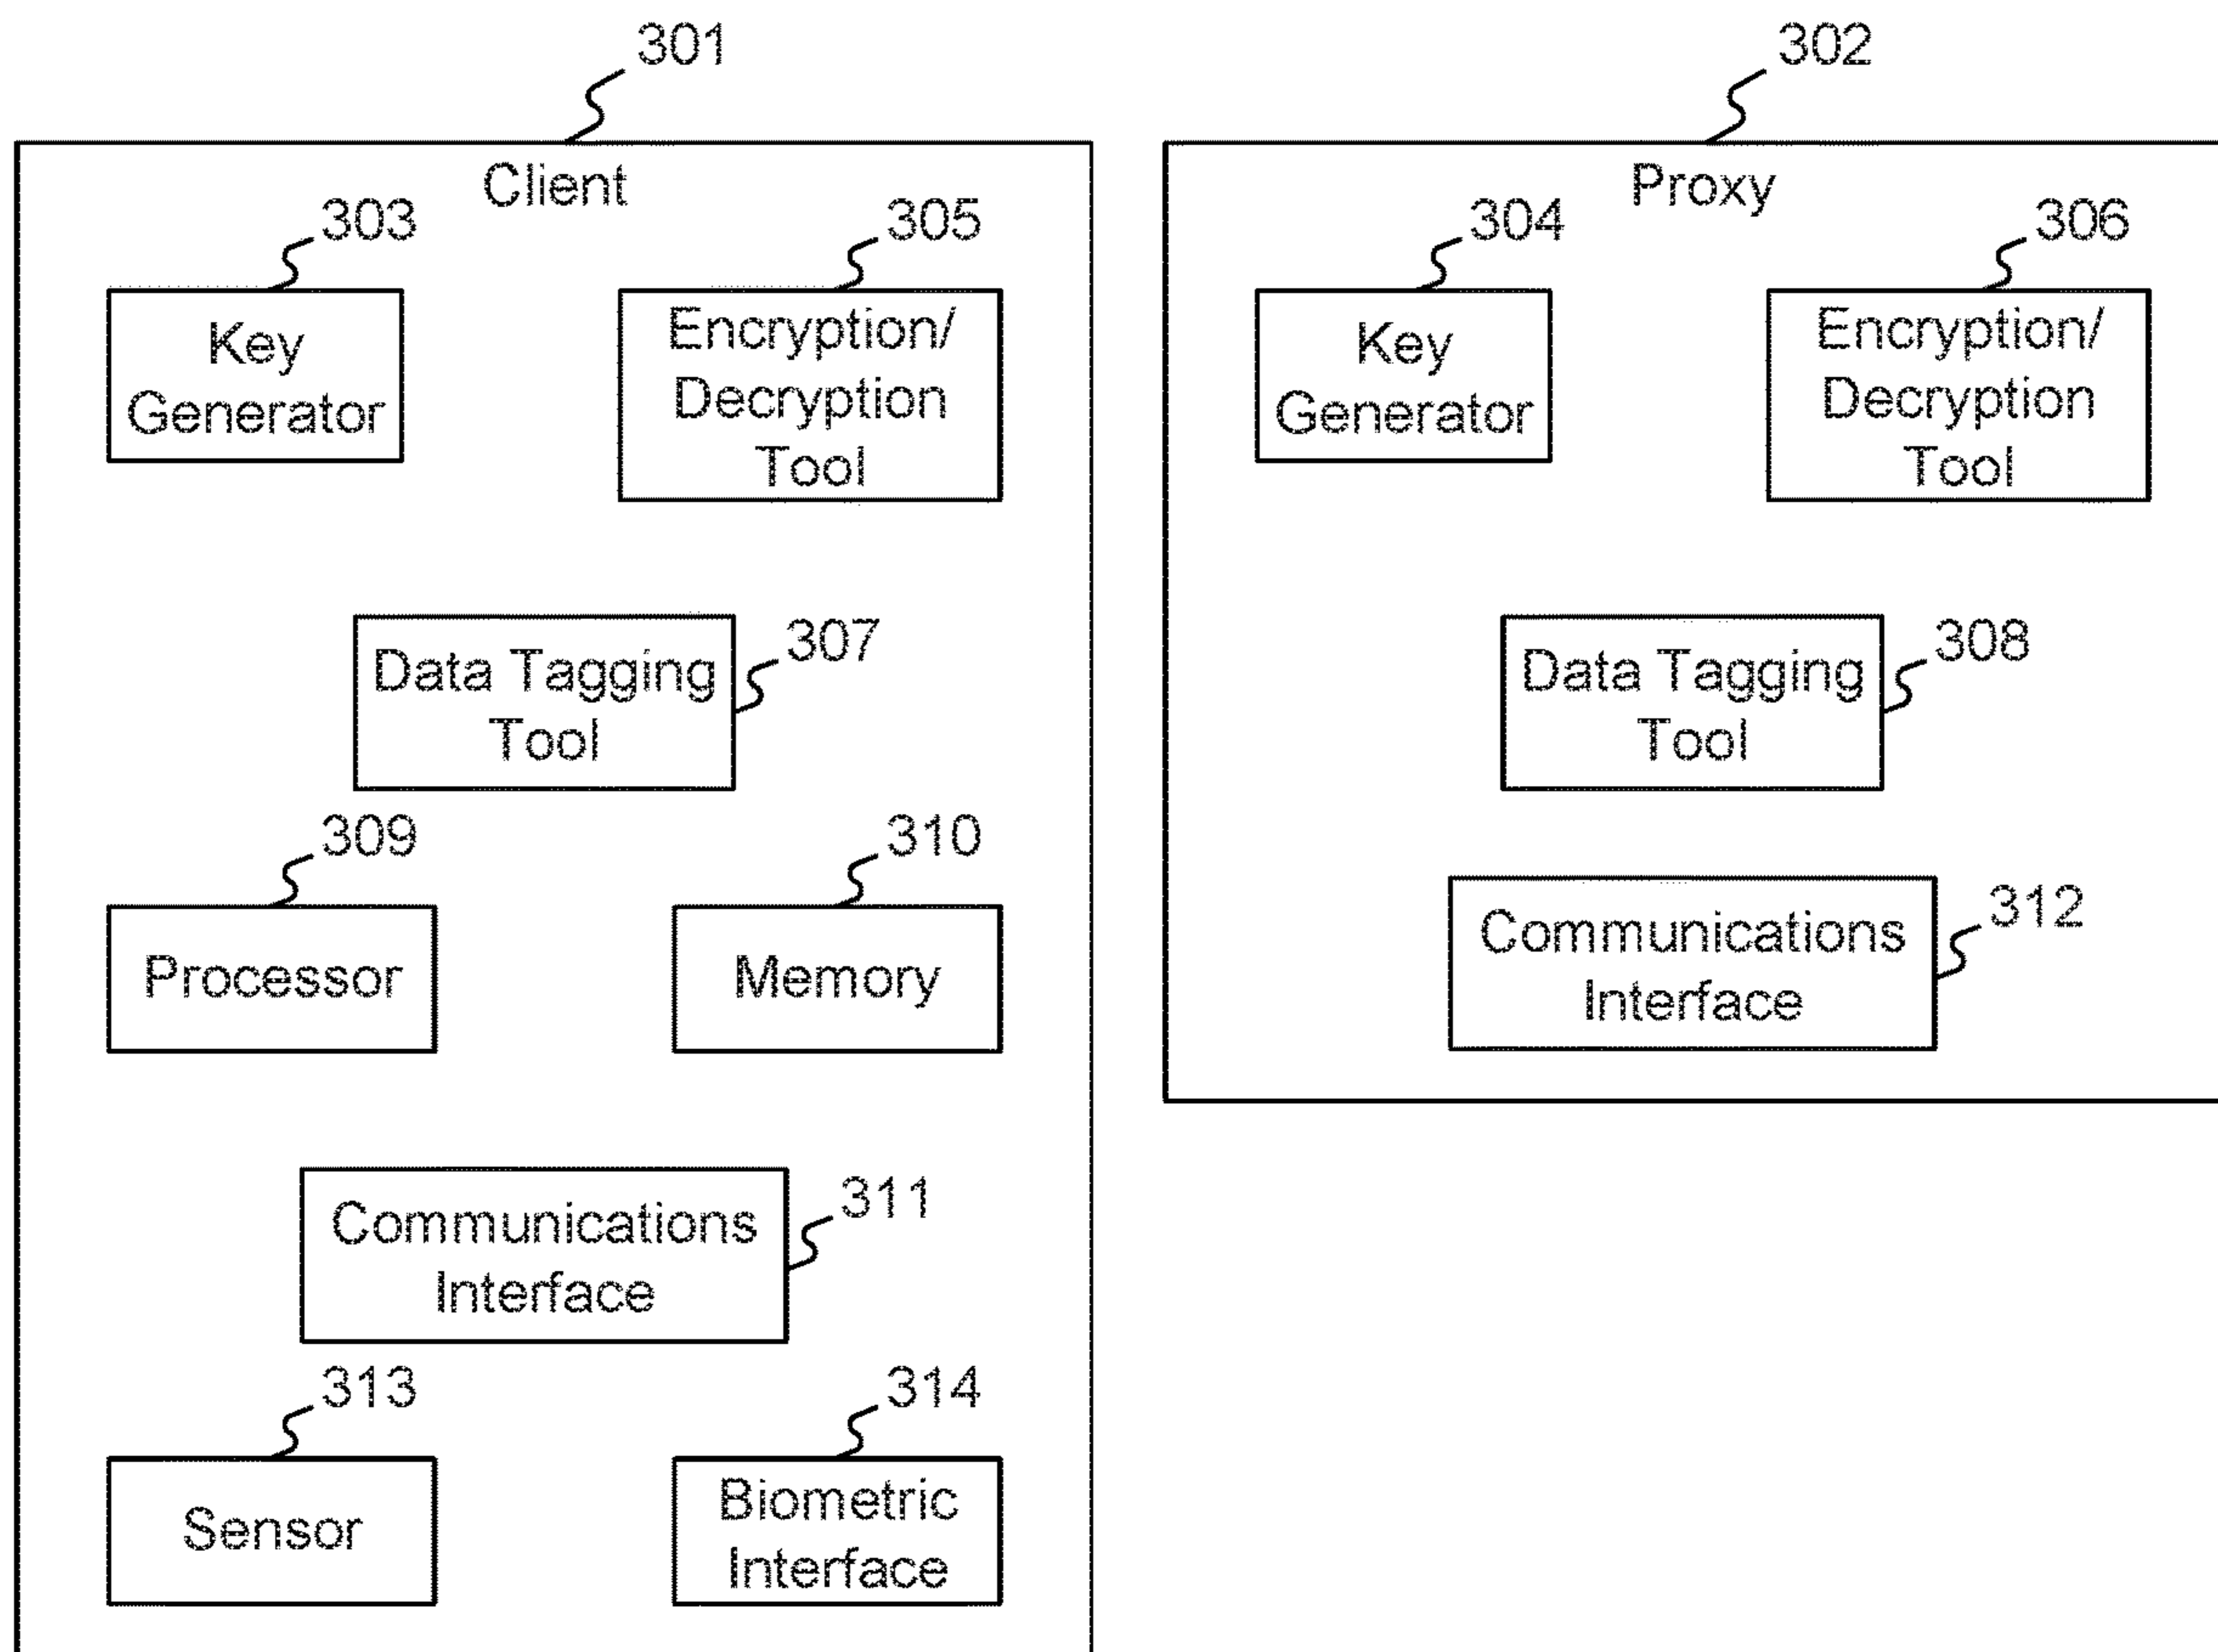 301
Client
303
Key
Generator
305
Encryption/
Decryption
Tool
Data Tagging
Tool
307
309
Processor
310
Memory
Communications
Interface
311
313
Sensor
314
Biometric
Interface
302
Proxy
304
Key
Generator
306
Encryption/
Decryption
Tool
Data Tagging
Tool
308
Communications
Interface
312